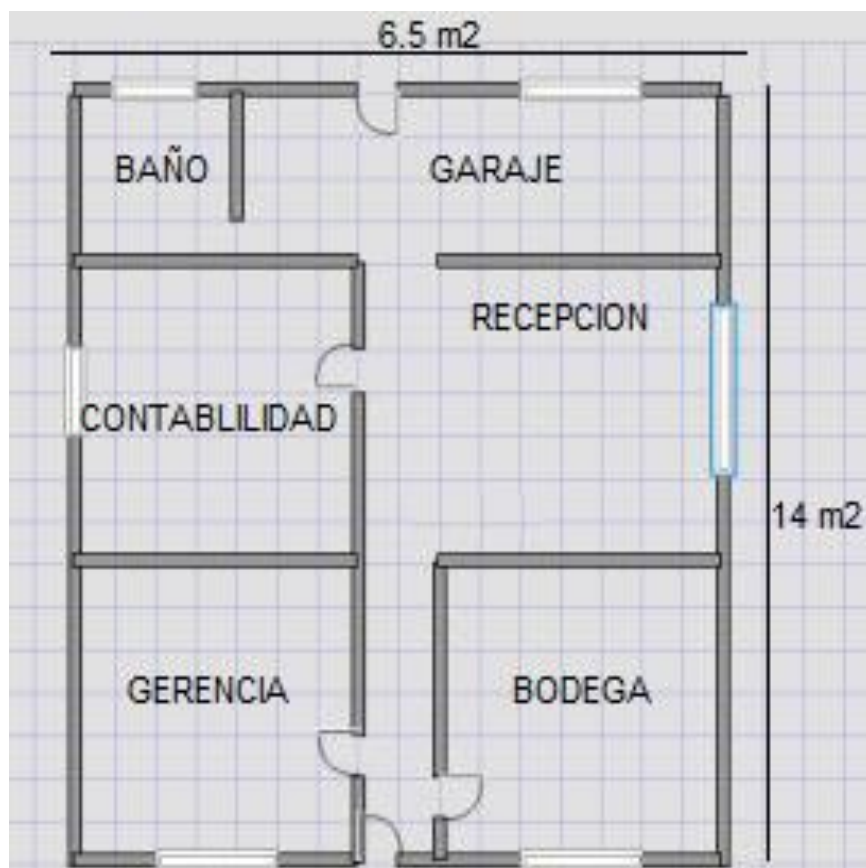 6.5 m2
BAÑO
GARAJE
RECEPCION
CONTABLILIDAD
14 m2
GERENCIA
BODEGA